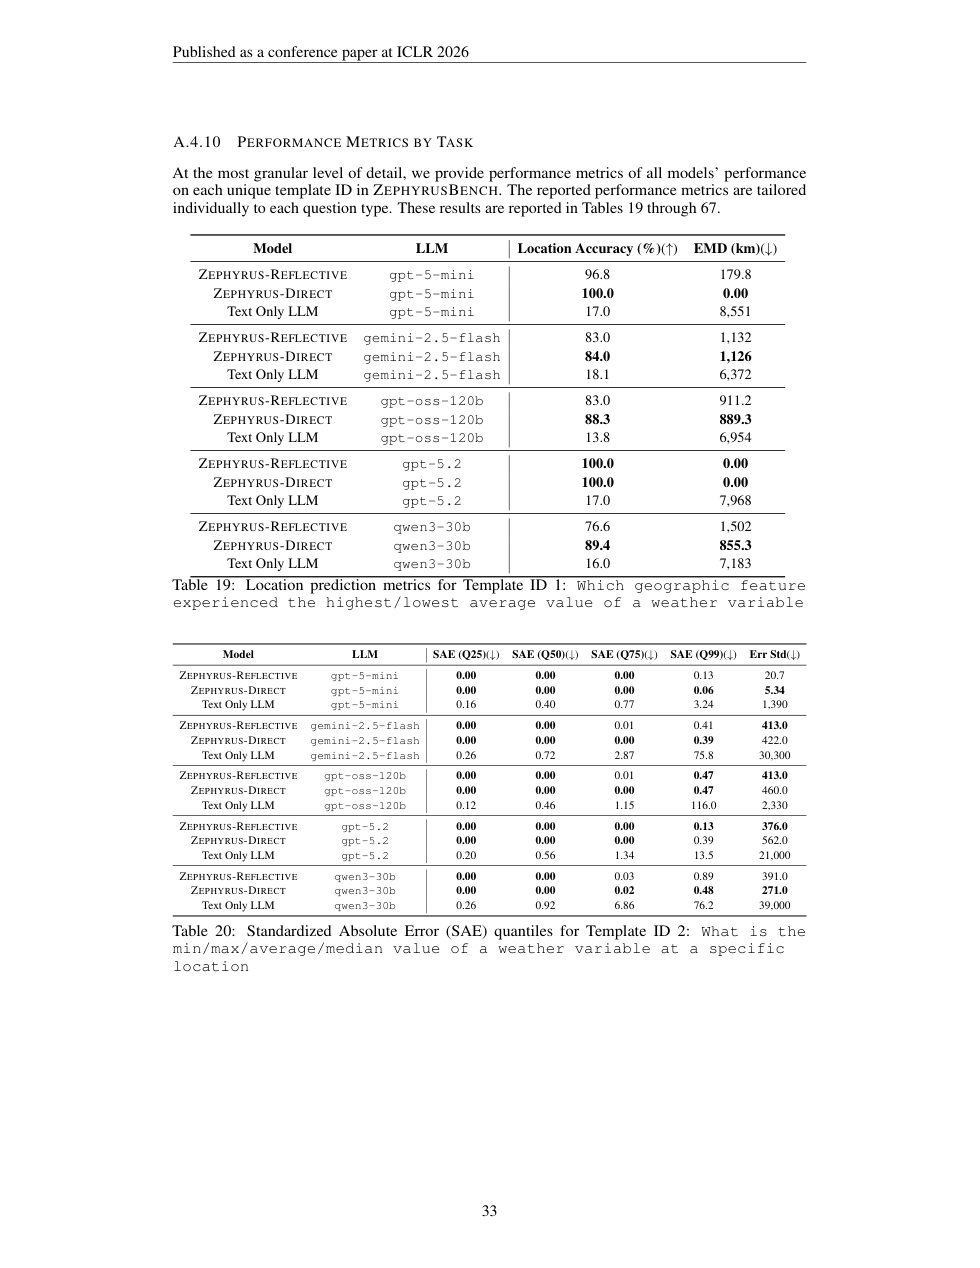 Published as a conference paper at ICLR 2026
A.4.10 PERFORMANCE METRICS BY TASK
At the most granular level of detail, we provide performance metrics of all models' performance
on each unique template ID in ZEPHYRUSBENCH. The reported performance metrics are tailored
individually to each question type. These results are reported in Tables 19 through 67.
Model LLM Location Accuracy (%)(↑) EMD (km)(↓)
ZEPHYRUS-REFLECTIVE gpt-5-mini 96.8 179.8
ZEPHYRUS-DIRECT gpt-5-mini 100.0 0.00
Text Only LLM gpt-5-mini 17.0 8,551
ZEPHYRUS-REFLECTIVE gemini-2.5-flash 83.0 1,132
ZEPHYRUS-DIRECT gemini-2.5-flash 84.0 1,126
Text Only LLM gemini-2.5-flash 18.1 6,372
ZEPHYRUS-REFLECTIVE gpt-oss-120b 83.0 911.2
ZEPHYRUS-DIRECT gpt-oss-120b 88.3 889.3
Text Only LLM gpt-oss-120b 13.8 6,954
ZEPHYRUS-REFLECTIVE gpt-5.2 100.0 0.00
ZEPHYRUS-DIRECT gpt-5.2 100.0 0.00
Text Only LLM gpt-5.2 17.0 7,968
ZEPHYRUS-REFLECTIVE qwen3-30b 76.6 1,502
ZEPHYRUS-DIRECT qwen3-30b 89.4 855.3
Text Only LLM qwen3-30b 16.0 7,183
Table 19: Location prediction metrics for Template ID 1: Which geographic feature
experienced the highest/lowest average value of a weather variable
Model LLM SAE (Q25)(↓) SAE (Q50)(↓) SAE (Q75)(↓) SAE (Q99)(↓) Err Std(↓)
ZEPHYRUS-REFLECTIVE gpt-5-mini 0.00 0.00 0.00 0.13 20.7
ZEPHYRUS-DIRECT gpt-5-mini 0.00 0.00 0.00 0.06 5.34
Text Only LLM gpt-5-mini 0.16 0.40 0.77 3.24 1,390
ZEPHYRUS-REFLECTIVE gemini-2.5-flash 0.00 0.00 0.01 0.41 413.0
ZEPHYRUS-DIRECT gemini-2.5-flash 0.00 0.00 0.00 0.39 422.0
Text Only LLM gemini-2.5-flash 0.26 0.72 2.87 75.8 30,300
ZEPHYRUS-REFLECTIVE gpt-oss-120b 0.00 0.00 0.01 0.47 413.0
ZEPHYRUS-DIRECT gpt-oss-120b 0.00 0.00 0.00 0.47 460.0
Text Only LLM gpt-oss-120b 0.12 0.46 1.15 116.0 2,330
ZEPHYRUS-REFLECTIVE gpt-5.2 0.00 0.00 0.00 0.13 376.0
ZEPHYRUS-DIRECT gpt-5.2 0.00 0.00 0.00 0.39 562.0
Text Only LLM gpt-5.2 0.20 0.56 1.34 13.5 21,000
ZEPHYRUS-REFLECTIVE qwen3-30b 0.00 0.00 0.03 0.89 391.0
ZEPHYRUS-DIRECT qwen3-30b 0.00 0.00 0.02 0.48 271.0
Text Only LLM qwen3-30b 0.26 0.92 6.86 76.2 39,000
Table 20: Standardized Absolute Error (SAE) quantiles for Template ID 2: What is the
min/max/average/median value of a weather variable at a specific
location
33